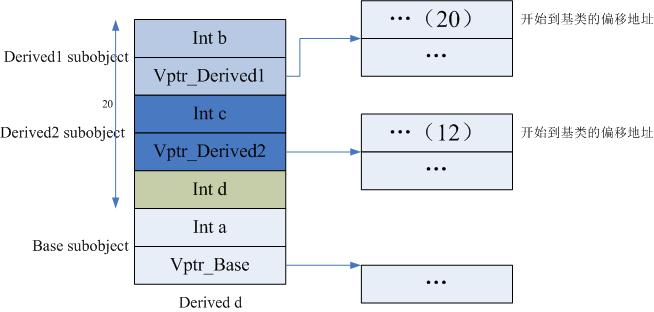 Int b
Derived1 subobject
Vptr_Derived1
20
Int c
Derived2 subobject
Vptr_Derived2
Int d
Int a
Base subobject
Vptr_Base
Derived d
…（20） 开始到基类的偏移地址
…
…（12） 开始到基类的偏移地址
…
…